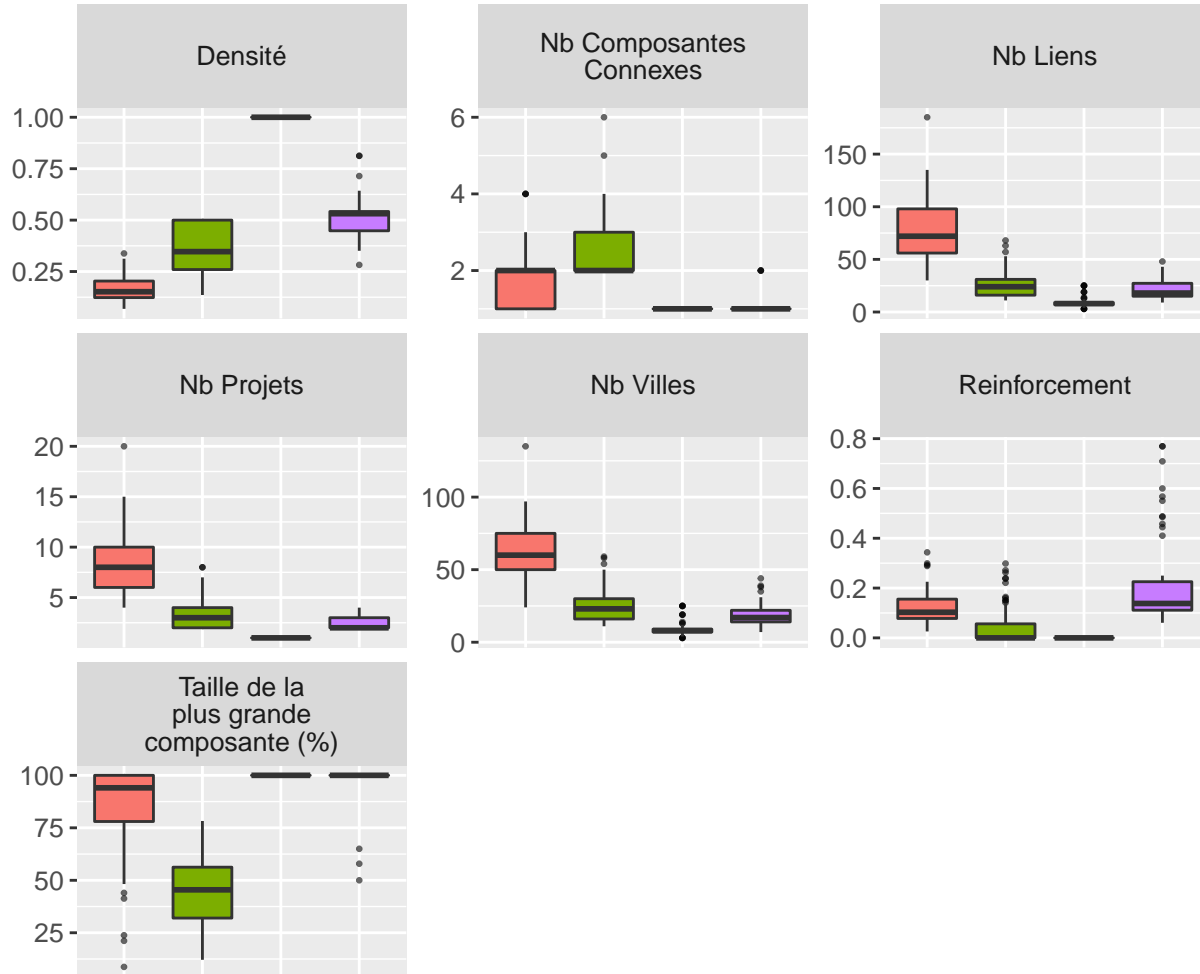 Densité
Nb Composantes
Connexes
Nb Liens
1.00
0.75
0.50
0.25
6
4
2
150
100
50
0
Nb Projets
Nb Villes
Reinforcement
20
15
10
5
100
50
0
0.8
0.6
0.4
0.2
0.0
Taille de la
plus grande
composante (%)
100
75
50
25